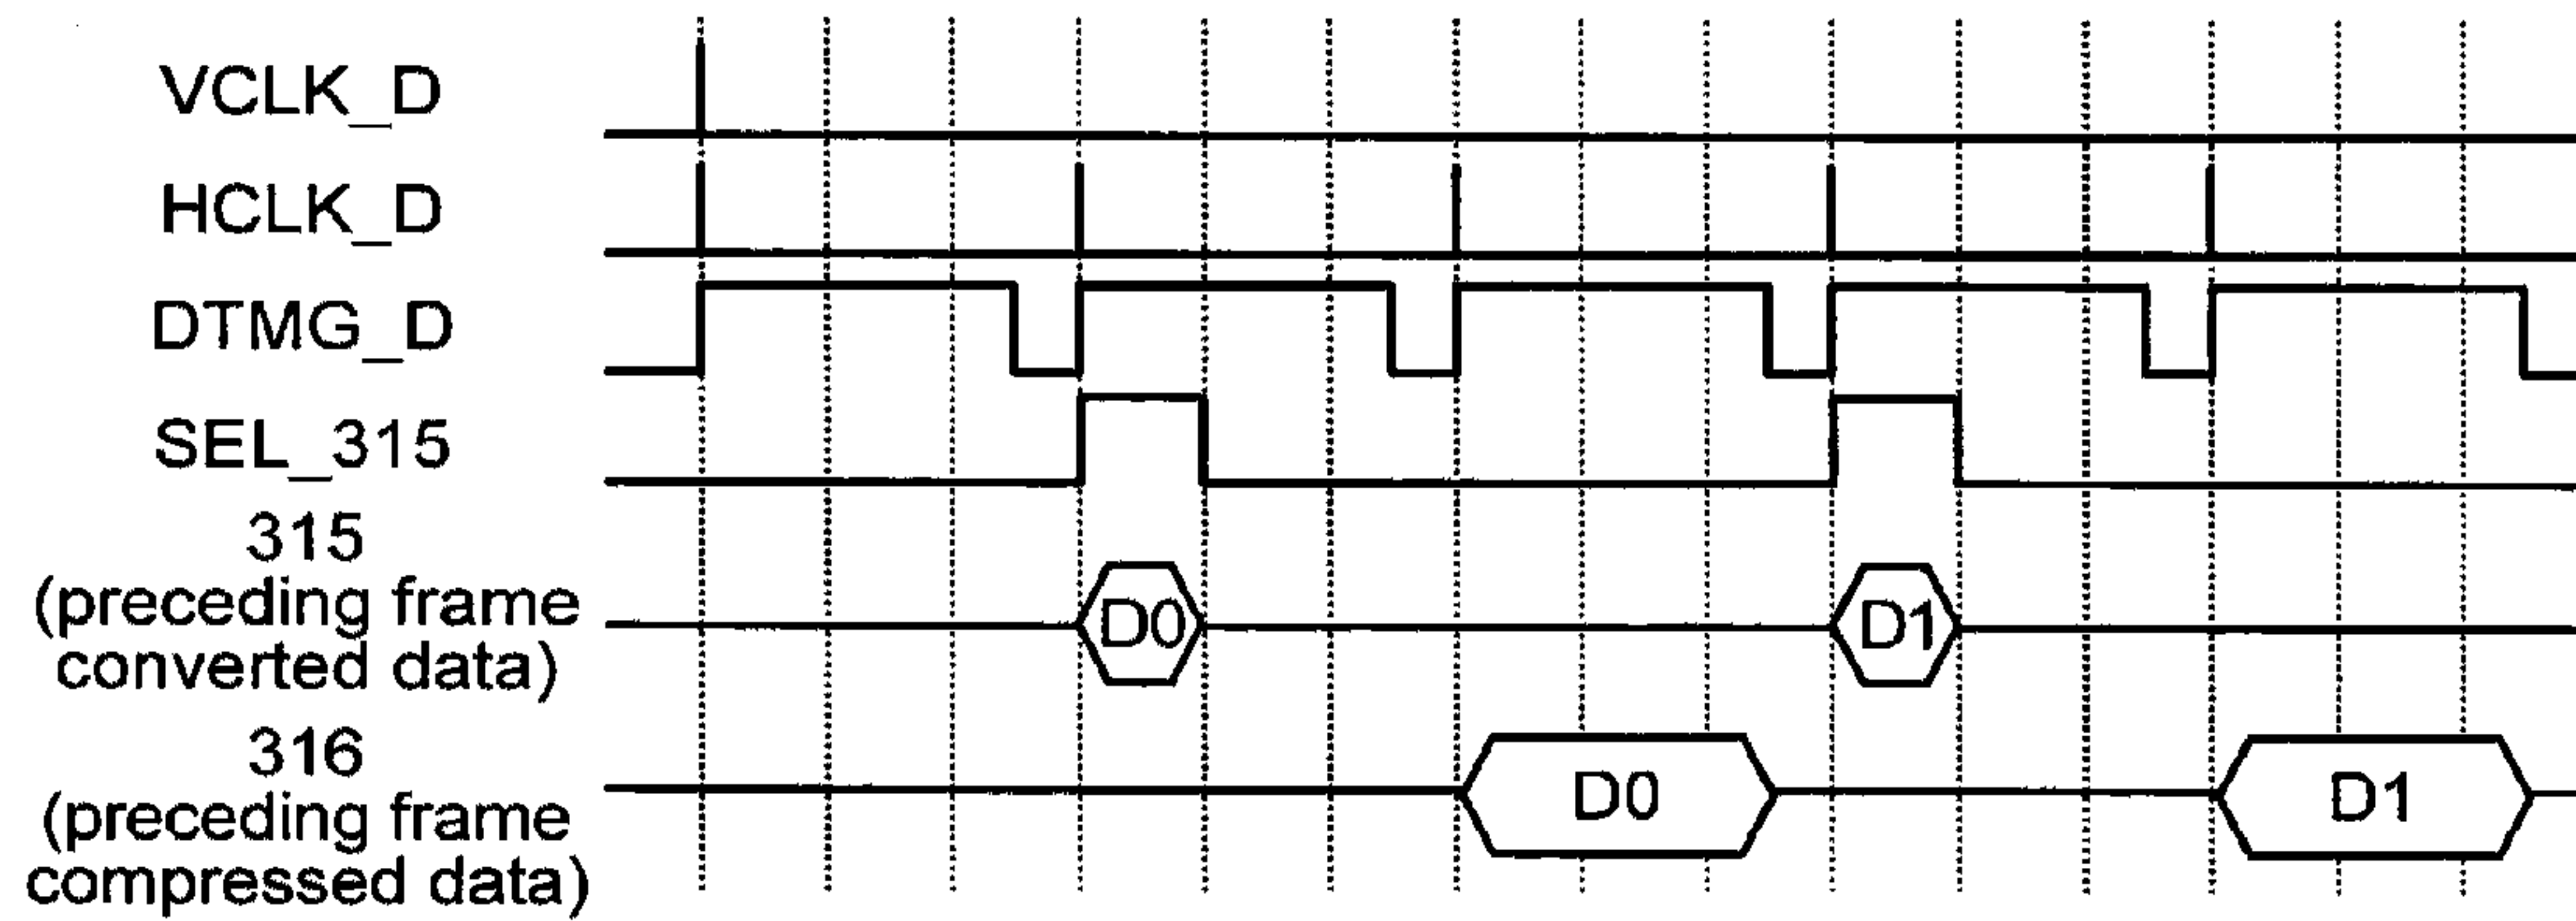 VCLK_D
HCLK_D
DTMG_D
SEL_315
315
(preceding frame
converted data)
D0
D1
316
(preceding frame
compressed data)
D0
D1